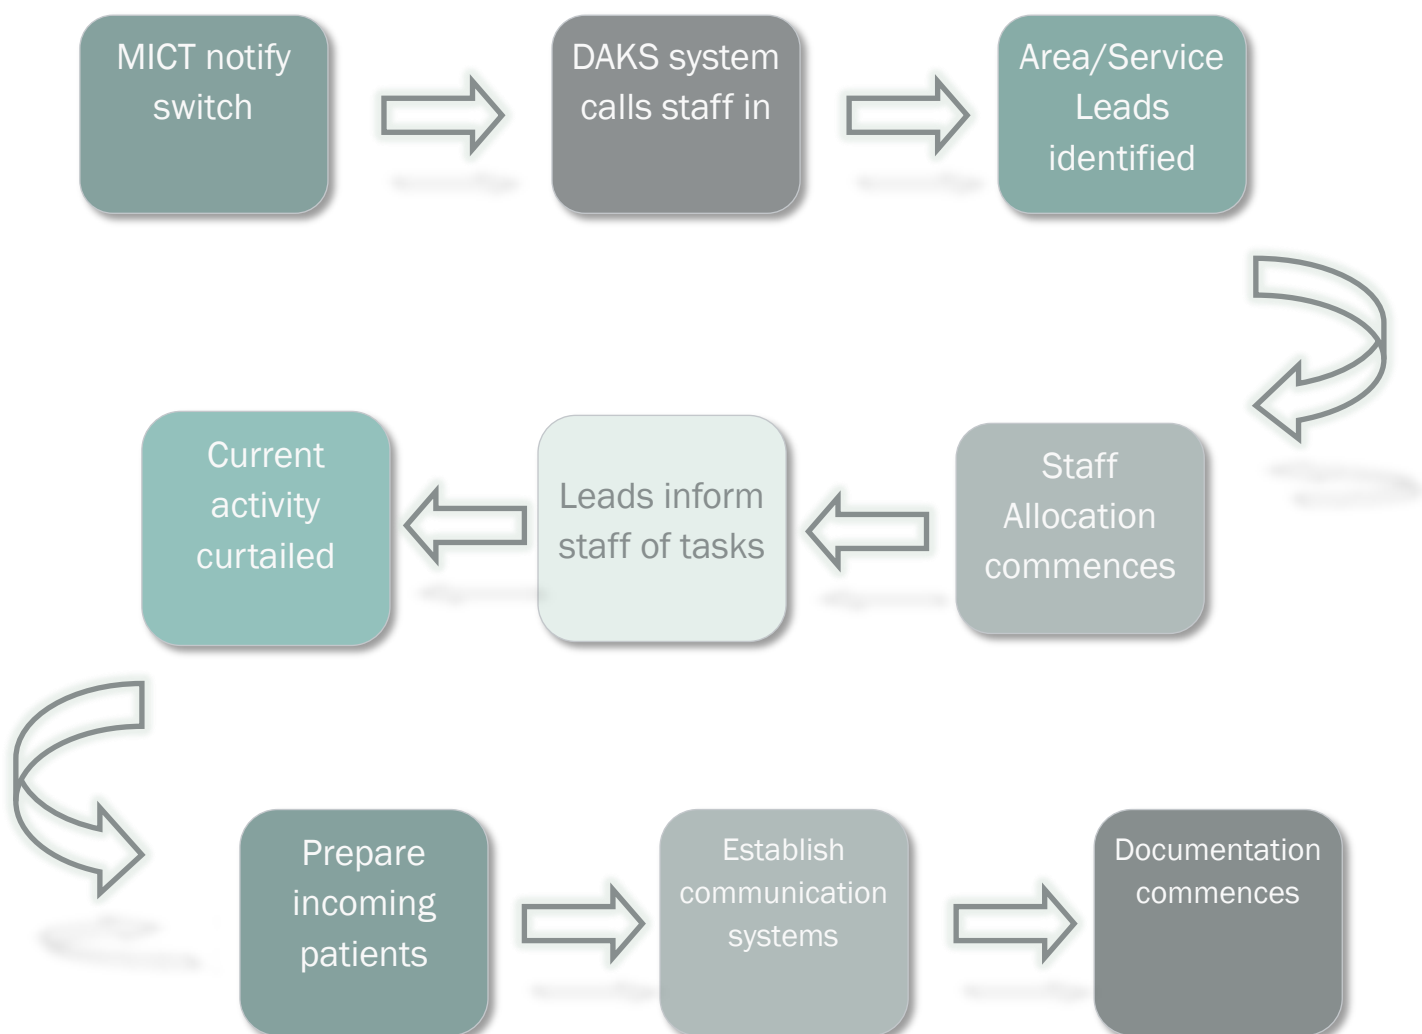 MICT notify
switch
DAKS system
calls staff in
Area/Service
Leads
identified
Staff
Allocation
commences
Leads inform
staff of tasks
Current
activity
curtailed
Prepare
incoming
patients
Establish
communication
systems
Documentation
commences